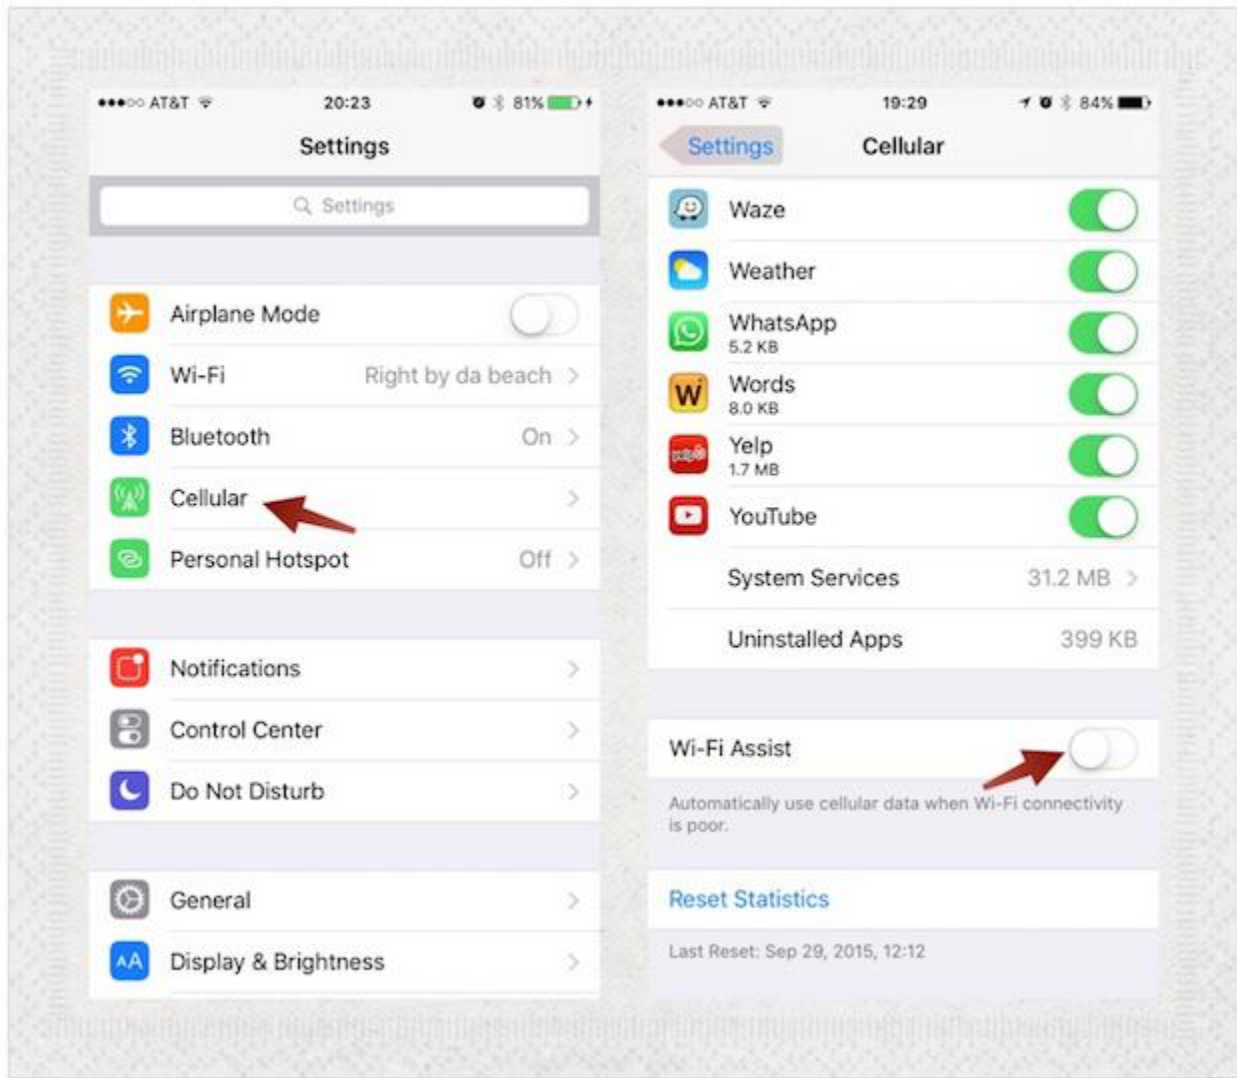 AT&T 20:23 81%
Settings
Settings
Airplane Mode
Wi-Fi Right by da beach
Bluetooth On
Cellular
Personal Hotspot Off
Notifications
Control Center
Do Not Disturb
General
AA Display & Brightness
AT&T 19:29 84%
Settings Cellular
Waze
Weather
WhatsApp
5.2 KB
W Words
8.0 KB
yelp Yelp
1.7 MB
YouTube
System Services 31.2 MB
Uninstalled Apps 399 KB
Wi-Fi Assist
Automatically use cellular data when Wi-Fi connectivity
is poor.
Reset Statistics
Last Reset: Sep 29, 2015, 12:12